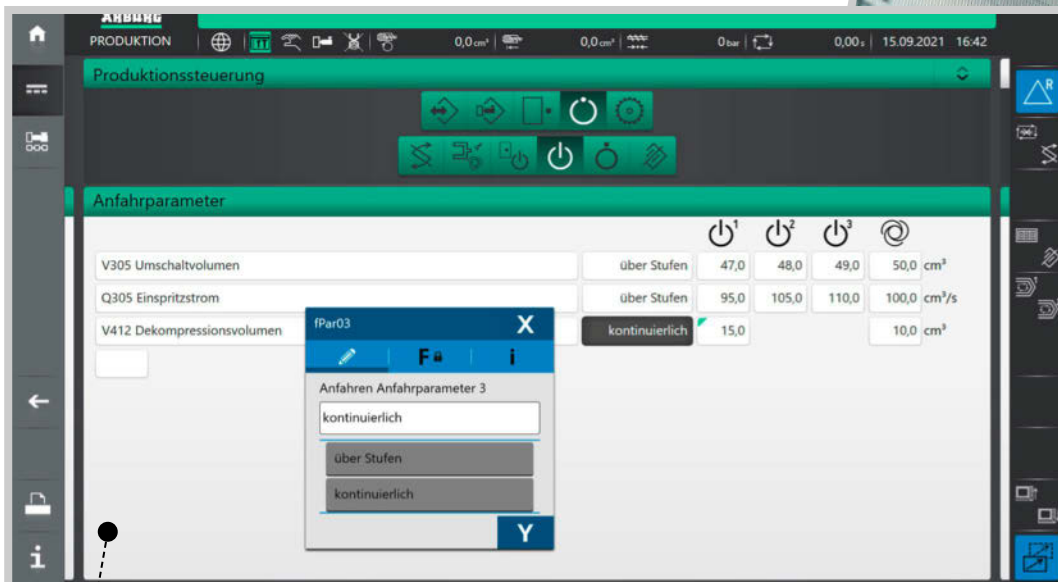 ARBURG
PRODUKTION 0,0 cm³ 0,0 cm³ 0 bar 0,00 s 15.09.2021 16:42
Produktionssteuerung
R
Anfahrparameter
1 2 3
V305 Umschaltvolumen über Stufen 47,0 48,0 49,0 50,0 cm³
Q305 Einspritzstrom über Stufen 95,0 105,0 110,0 100,0 cm³/s
V412 Dekompressionsvolumen kontinuierlich 15,0 10,0 cm³
fPar03 X
F i
Anfahren Anfahrparameter 3
kontinuierlich
über Stufen
kontinuierlich
Y
i